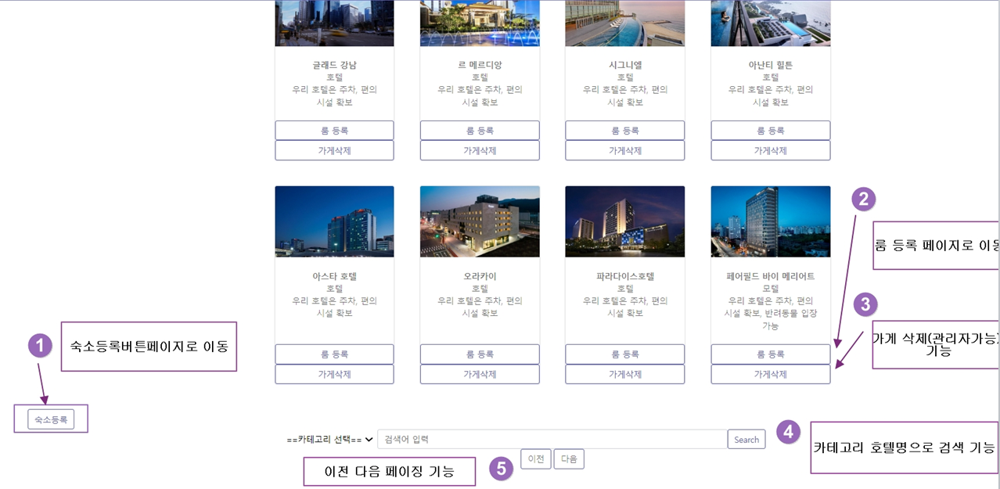 글래드 강남
호텔
우리 호텔은 주차, 편의
시설 확보
룸 등록
가게삭제
르 메르디앙
호텔
우리 호텔은 주차, 편의
시설 확보
룸 등록
가게삭제
시그니엘
호텔
우리 호텔은 주차, 편의
시설 확보
룸 등록
가게삭제
아난티 힐튼
호텔
우리 호텔은 주차, 편의
시설 확보
룸 등록
가게삭제
아스타 호텔
호텔
우리 호텔은 주차, 편의
시설 확보
룸 등록
가게삭제
오라카이
호텔
우리 호텔은 주차, 편의
시설 확보
룸 등록
가게삭제
파라다이스호텔
호텔
우리 호텔은 주차, 편의
시설 확보
룸 등록
가게삭제
페어필드 바이 메리어트
모텔
우리 호텔은 주차, 편의
시설 확보, 반려동물 입장
가능
룸 등록
가게삭제
2
룸 등록 페이지로 이동
3
가게 삭제(관리자가능)
기능
1
숙소등록버튼페이지로 이동
숙소등록
==카테고리 선택== 검색어 입력 Search
4
카테고리 호텔명으로 검색 기능
이전 다음
5
이전 다음 페이징 기능